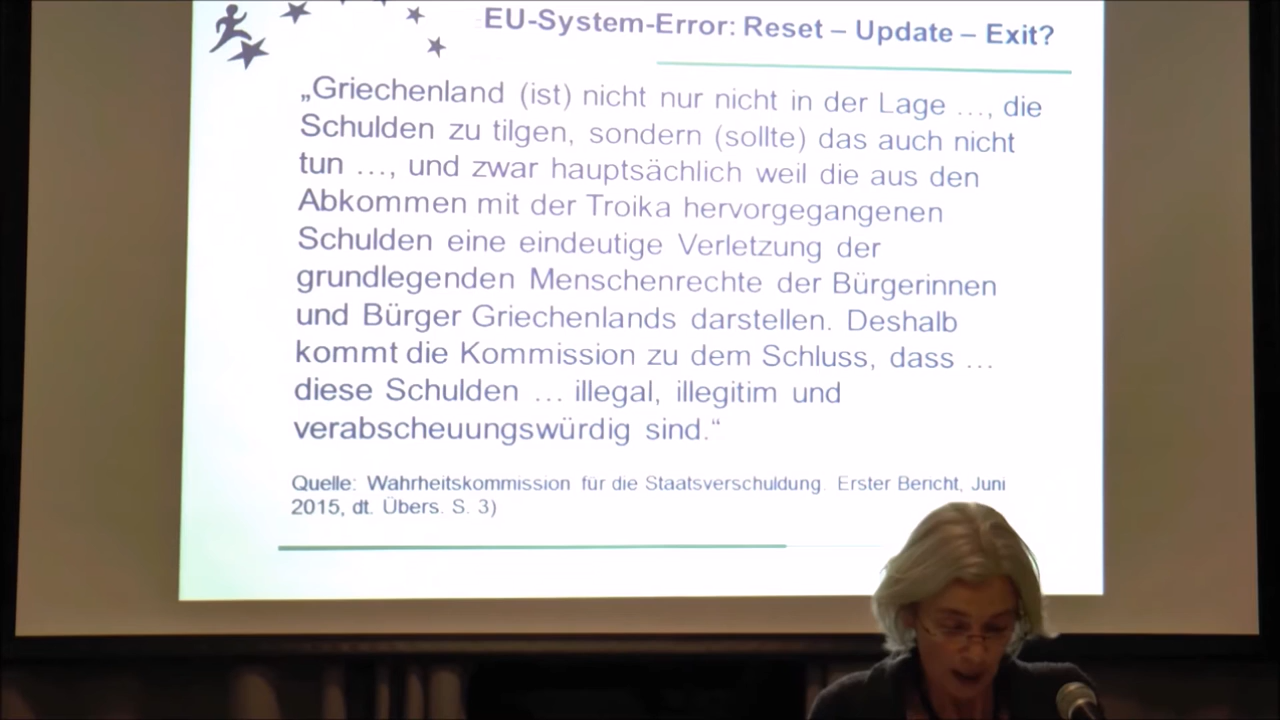 EU-System-Error: Reset – Update – Exit?
„Griechenland (ist) nicht nur nicht in der Lage …, die
Schulden zu tilgen, sondern (sollte) das auch nicht
tun …, und zwar hauptsächlich weil die aus den
Abkommen mit der Troika hervorgegangenen
Schulden eine eindeutige Verletzung der
grundlegenden Menschenrechte der Bürgerinnen
und Bürger Griechenlands darstellen. Deshalb
kommt die Kommission zu dem Schluss, dass …
diese Schulden … illegal, illegitim und
verabscheuungswürdig sind.“
Quelle: Wahrheitskommission für die Staatsverschuldung. Erster Bericht, Juni
2015, dt. Übers. S. 3)